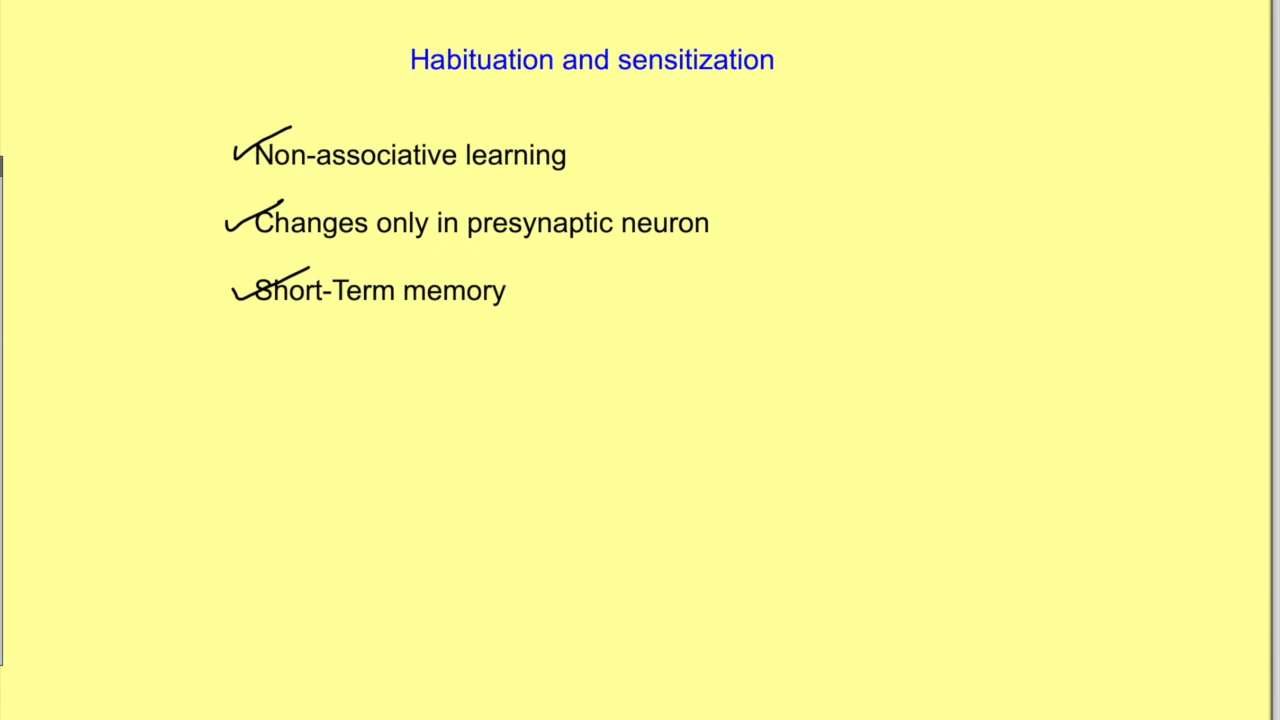 Habituation and sensitization
Non-associative learning
Changes only in presynaptic neuron
Short-Term memory